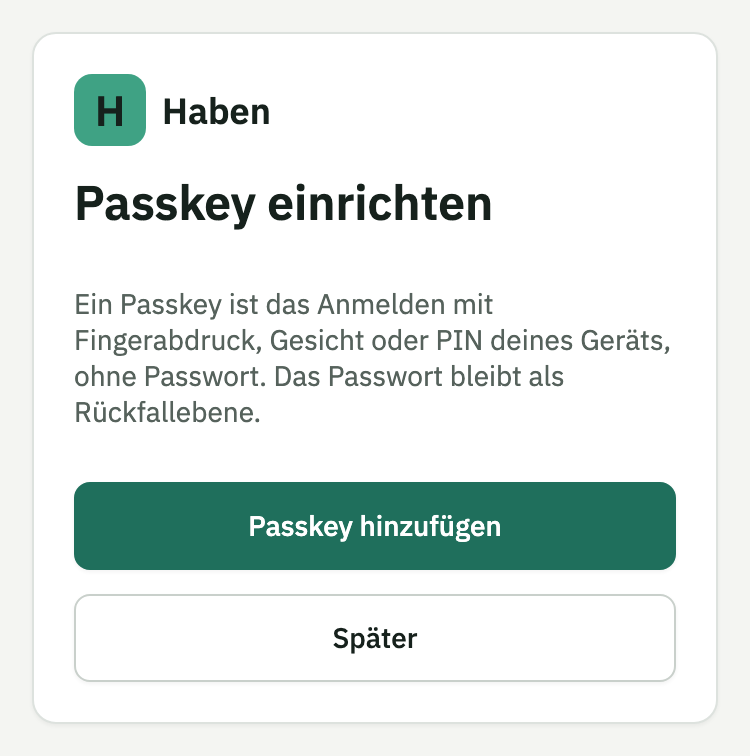 H
Haben
Passkey einrichten
Ein Passkey ist das Anmelden mit
Fingerabdruck, Gesicht oder PIN deines Geräts,
ohne Passwort. Das Passwort bleibt als
Rückfallebene.
Passkey hinzufügen
Später